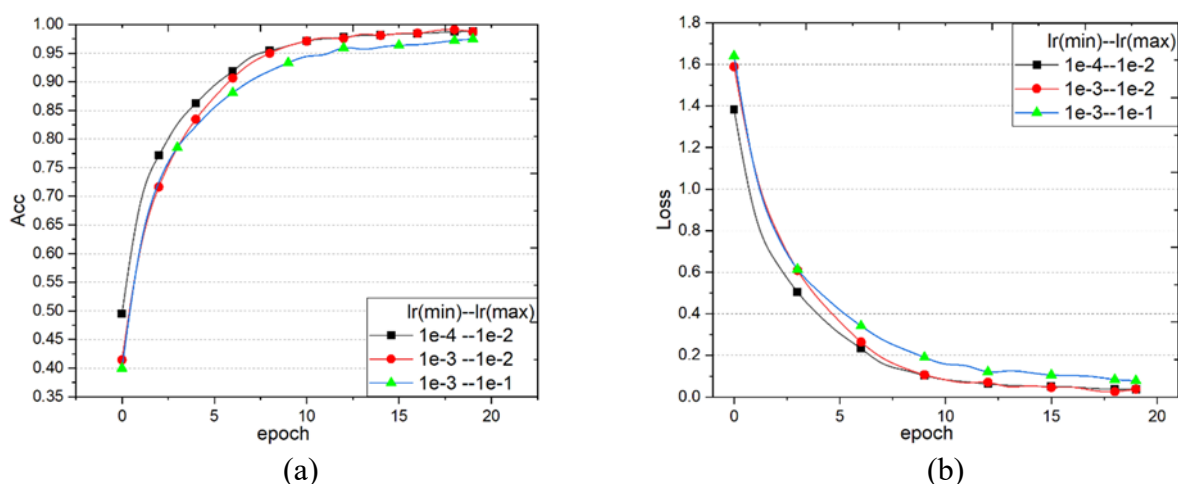 1.00
0.95
0.90
0.85
0.80
0.75
0.70
0.65
0.60
0.55
0.50
0.45
0.40
0.35
Acc
lr(min)--lr(max)
1e-4 --1e-2
1e-3 --1e-2
1e-3 --1e-1
0 5 10 15 20
epoch
(a)
1.8
1.6
1.4
1.2
1.0
0.8
0.6
0.4
0.2
0.0
Loss
lr(min)--lr(max)
1e-4--1e-2
1e-3--1e-2
1e-3--1e-1
0 5 10 15 20
epoch
(b)